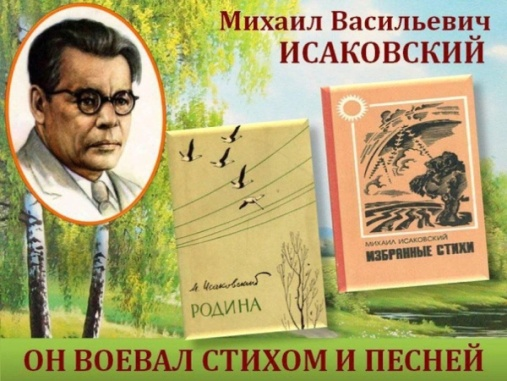 Михаил Васильевич
ИСАКОВСКИЙ
М. Исаковский
РОДИНА
МИХАИЛ ИСАКОВСКИЙ
ИЗБРАННЫЕ СТИХИ
ОН ВОЕВАЛ СТИХОМ И ПЕСНЕЙ